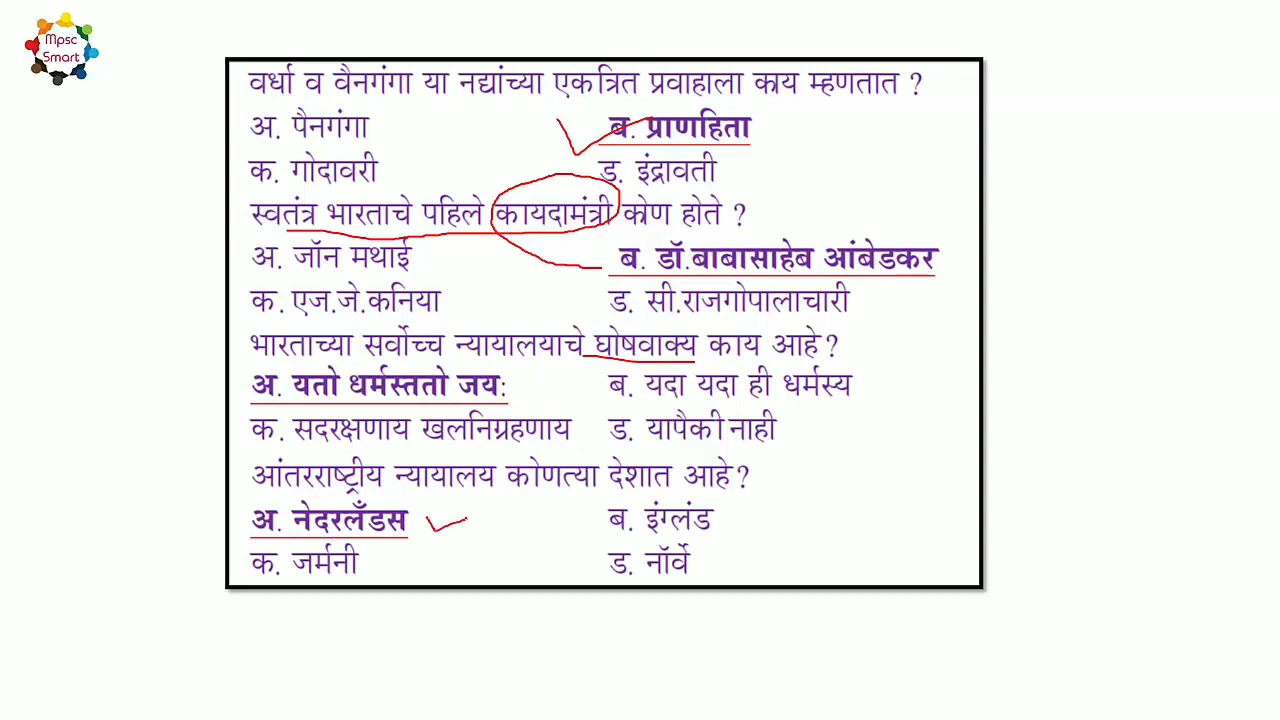 Mpsc
Smart
वर्धा व वैनगंगा या नद्यांच्या एकत्रित प्रवाहाला काय म्हणतात ?
अ. पैनगंगा ब. प्राणहिता
क. गोदावरी ड. इंद्रावती
स्वतंत्र भारताचे पहिले कायदामंत्री कोण होते ?
अ. जॉन मथाई ब. डॉ.बाबासाहेब आंबेडकर
क. एज.जे.कनिया ड. सी.राजगोपालाचारी
भारताच्या सर्वोच्च न्यायालयाचे घोषवाक्य काय आहे?
अ. यतो धर्मस्ततो जय: ब. यदा यदा ही धर्मस्य
क. सदरक्षणाय खलनिग्रहणाय ड. यापैकी नाही
आंतरराष्ट्रीय न्यायालय कोणत्या देशात आहे?
अ. नेदरलँडस ब. इंग्लंड
क. जर्मनी ड. नॉर्वे